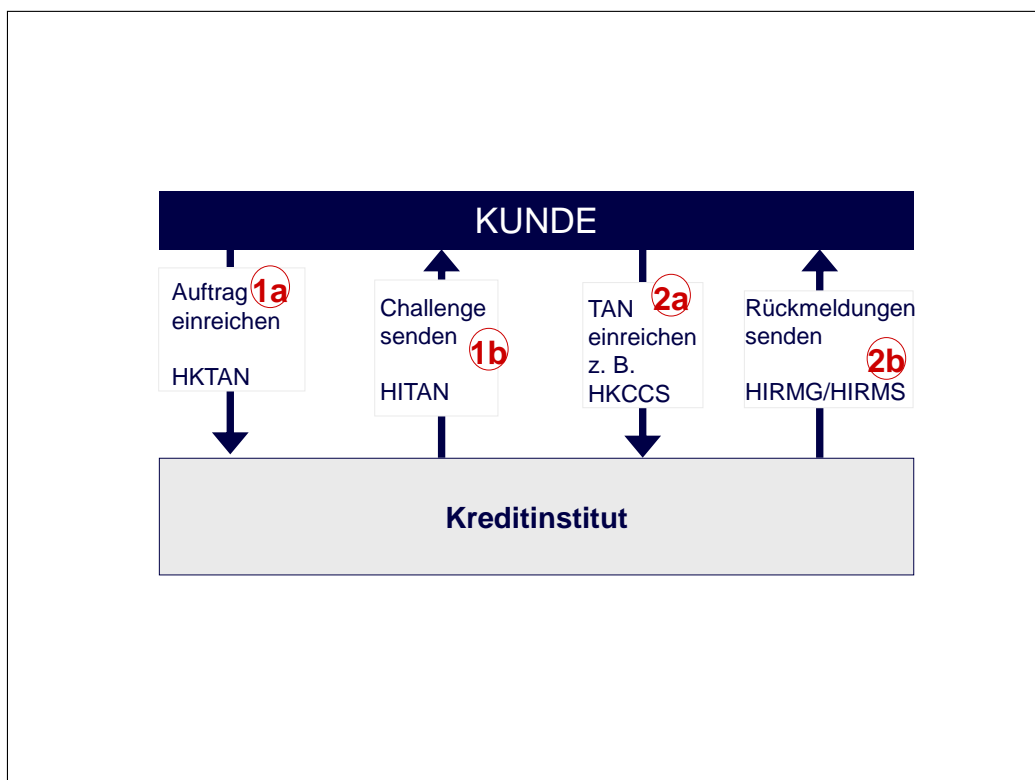 KUNDE
Auftrag 1a
einreichen
HKTAN
Challenge
senden
1b
HITAN
TAN 2a
einreichen
z. B.
HKCCS
Rückmeldungen
senden
2b
HIRMG/HIRMS
Kreditinstitut